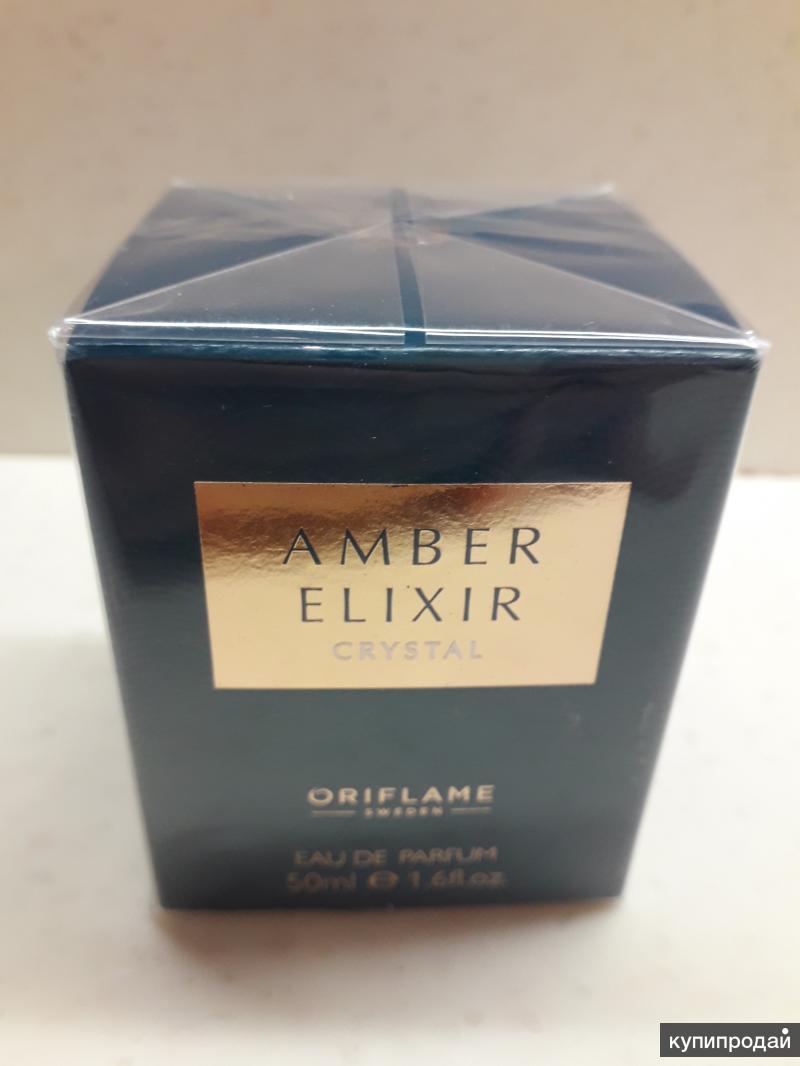 AMBER
ELIXIR
CRYSTAL
ORIFLAME
SWEDEN
EAU DE PARFUM
50ml ℮ 1.6fl.oz.
купипродай